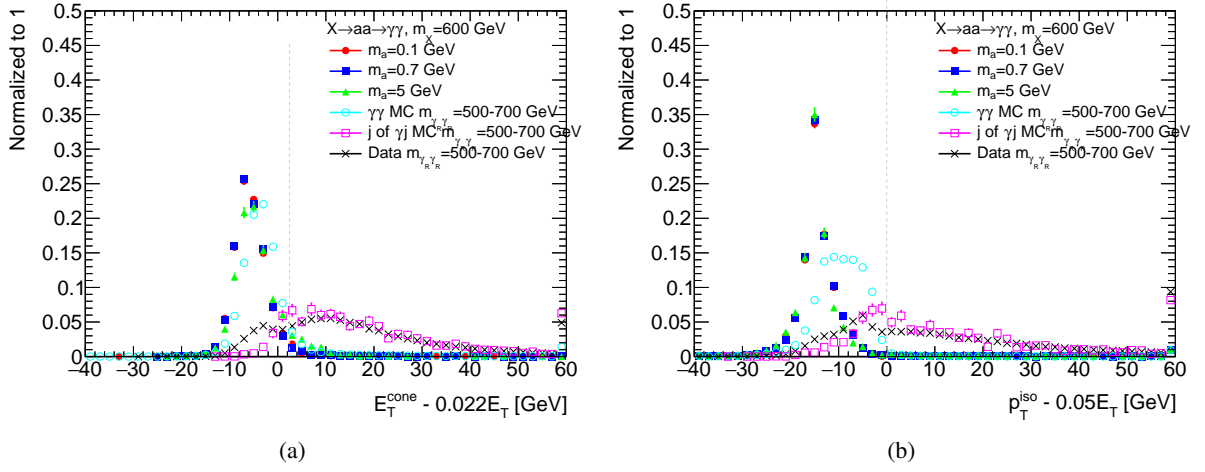 Normalized to 1
0.5
0.45
0.4
0.35
0.3
0.25
0.2
0.15
0.1
0.05
0
−40 −30 −20 −10 0 10 20 30 40 50 60
E_T^cone - 0.022E_T [GeV]
X→aa→γγ, m_X=600 GeV
m_a=0.1 GeV
m_a=0.7 GeV
m_a=5 GeV
γγ MC m_γRγR=500-700 GeV
j of γj MC m_γRγR=500-700 GeV
Data m_γRγR=500-700 GeV
(a)
Normalized to 1
0.5
0.45
0.4
0.35
0.3
0.25
0.2
0.15
0.1
0.05
0
−40 −30 −20 −10 0 10 20 30 40 50 60
p_T^iso - 0.05E_T [GeV]
X→aa→γγ, m_X=600 GeV
m_a=0.1 GeV
m_a=0.7 GeV
m_a=5 GeV
γγ MC m_γRγR=500-700 GeV
j of γj MC m_γRγR=500-700 GeV
Data m_γRγR=500-700 GeV
(b)